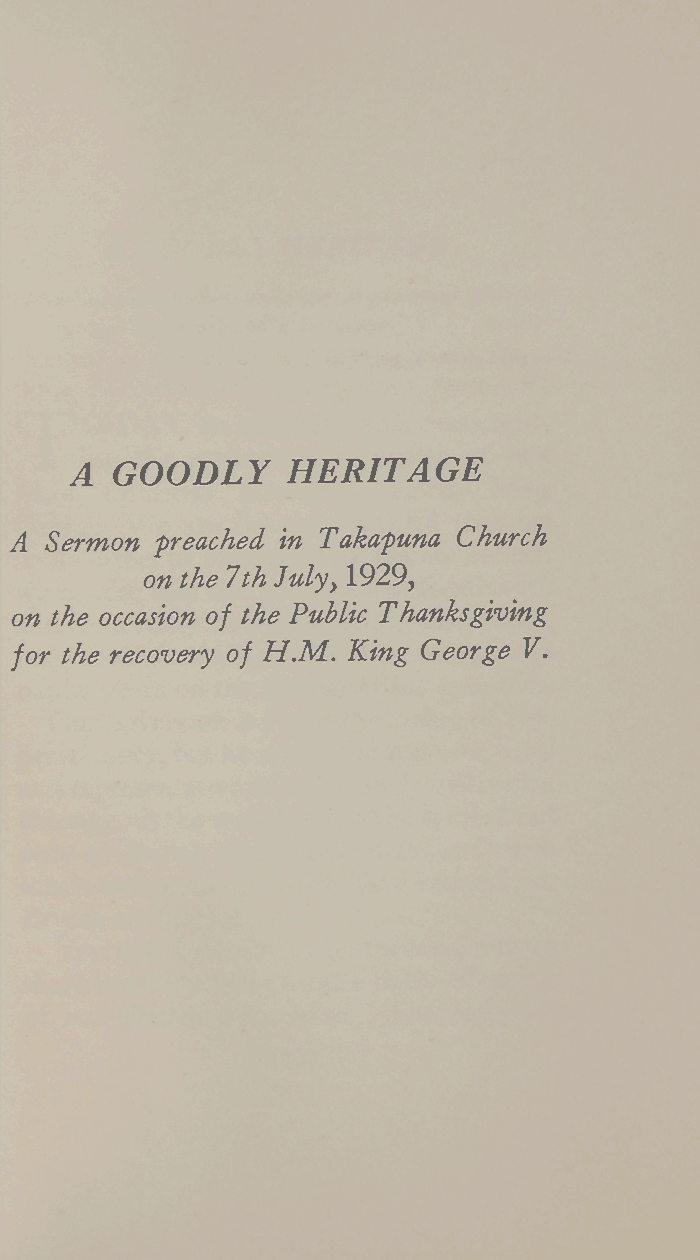 A GOODLY HERITAGE
A Sermon preached in Takapuna Church
on the 7th July, 1929,
on the occasion of the Public Thanksgiving
for the recovery of H.M. King George V.